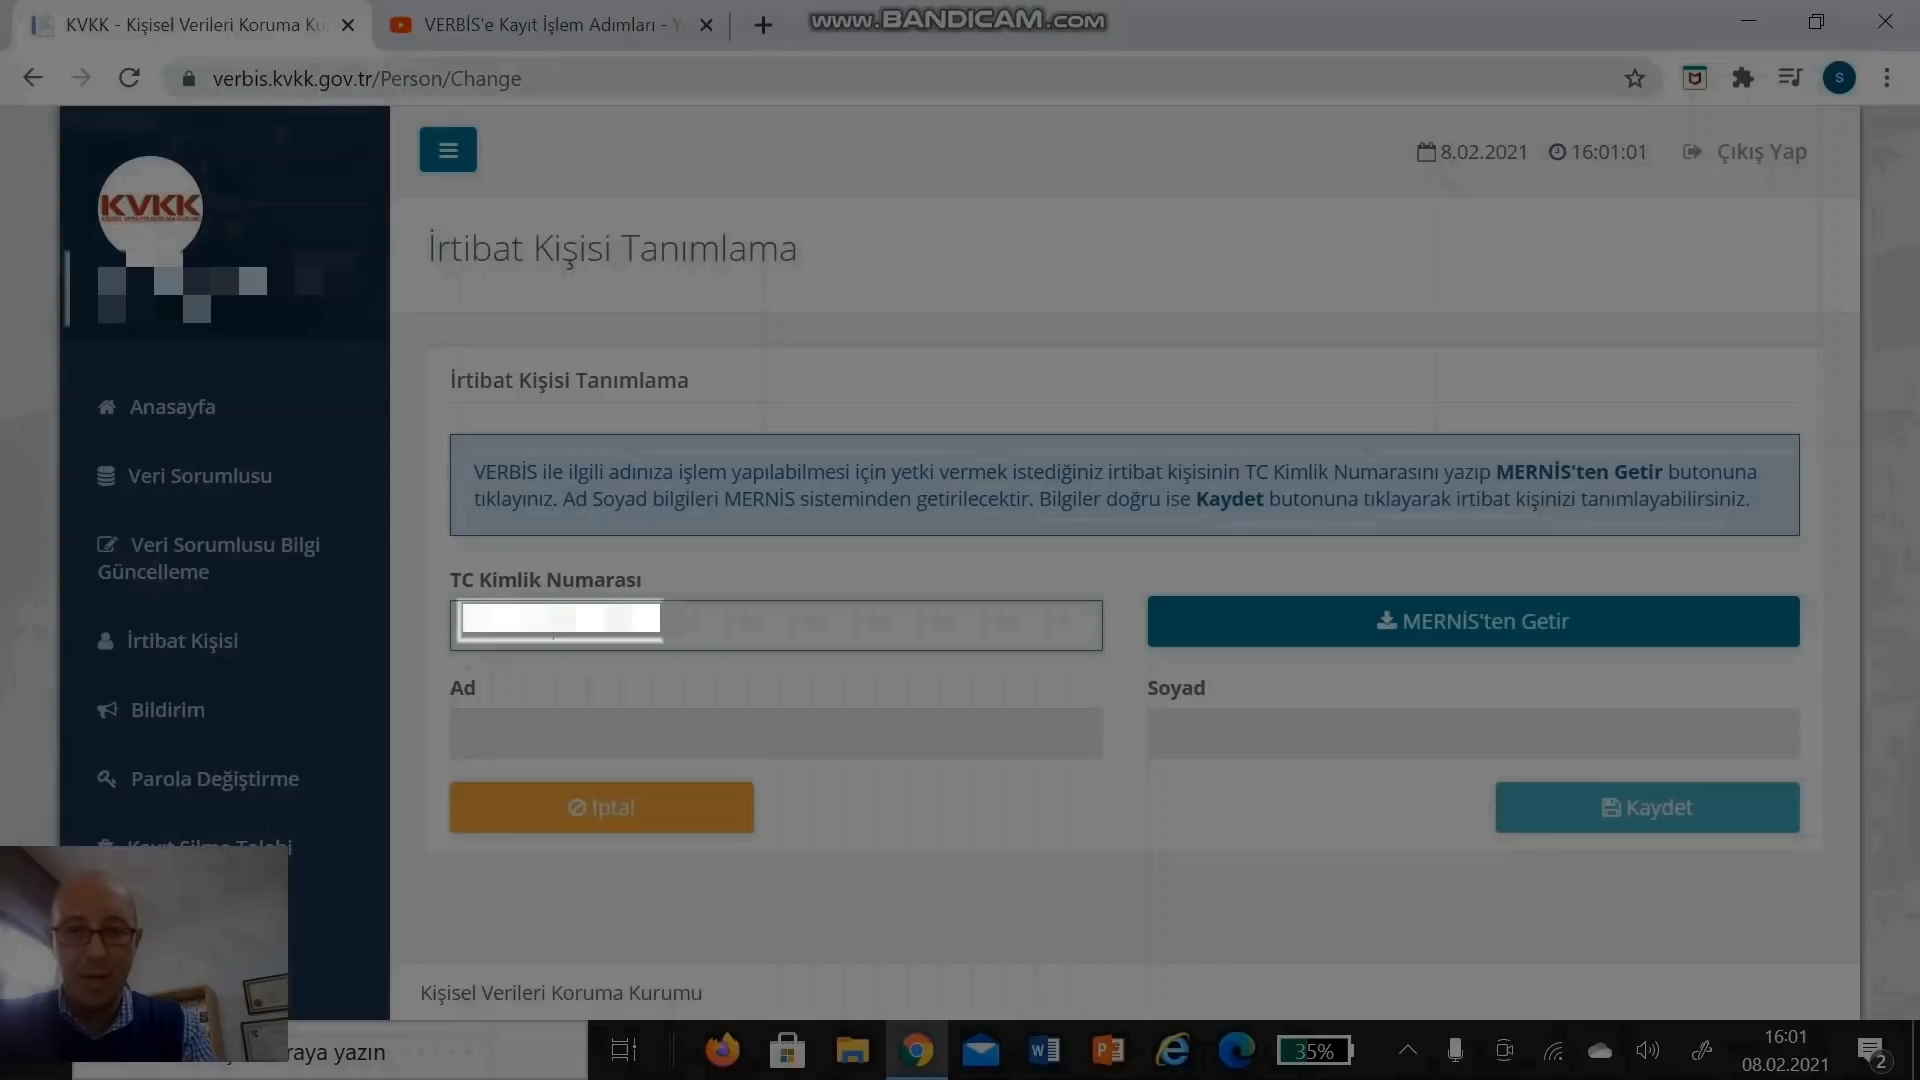 KVKK - Kişisel Verileri Koruma Ku
VERBİS'e Kayıt İşlem Adımları - Y
www.BANDICAM.com
verbis.kvkk.gov.tr/Person/Change
S
KVKK
8.02.2021
16:01:01
Çıkış Yap
İrtibat Kişisi Tanımlama
Anasayfa
Veri Sorumlusu
Veri Sorumlusu Bilgi
Güncelleme
İrtibat Kişisi
Bildirim
Parola Değiştirme
Kayıt Silme Talebi
İrtibat Kişisi Tanımlama
VERBİS ile ilgili adınıza işlem yapılabilmesi için yetki vermek istediğiniz irtibat kişisinin TC Kimlik Numarasını yazıp MERNİS'ten Getir butonuna
tıklayınız. Ad Soyad bilgileri MERNİS sisteminden getirilecektir. Bilgiler doğru ise Kaydet butonuna tıklayarak irtibat kişinizi tanımlayabilirsiniz.
TC Kimlik Numarası
MERNİS'ten Getir
Ad
Soyad
İptal
Kaydet
Kişisel Verileri Koruma Kurumu
raya yazın
35%
16:01
08.02.2021
2